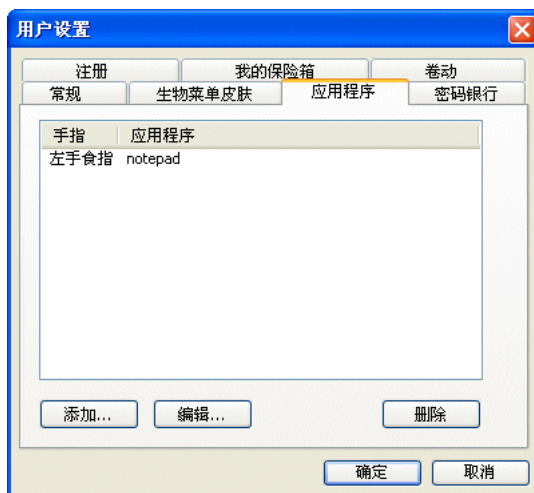 用户设置
注册 我的保险箱 卷动
常规 生物菜单皮肤 应用程序 密码银行
手指 应用程序
左手食指 notepad
添加... 编辑... 删除
确定 取消